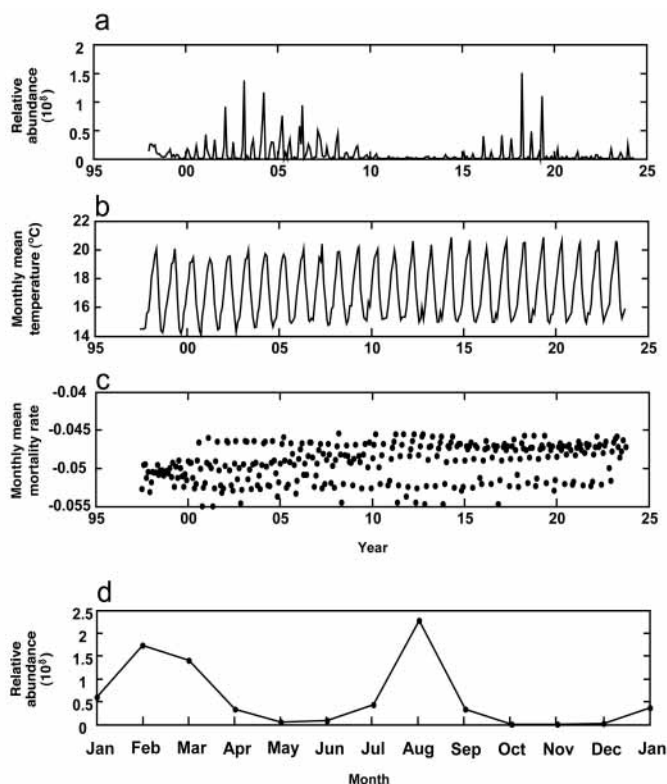 a
Relative
abundance (10⁸)
2
1.5
1
0.5
0
95 00 05 10 15 20 25
b
Monthly mean
temperature (°C)
22
20
18
16
14
95 00 05 10 15 20 25
c
Monthly mean
mortality rate
-0.04
-0.045
-0.05
-0.055
95 00 05 10 15 20 25
Year
d
Relative
abundance (10⁸)
2.5
2
1.5
1
0.5
0
Jan Feb Mar Apr May Jun Jul Aug Sep Oct Nov Dec Jan
Month